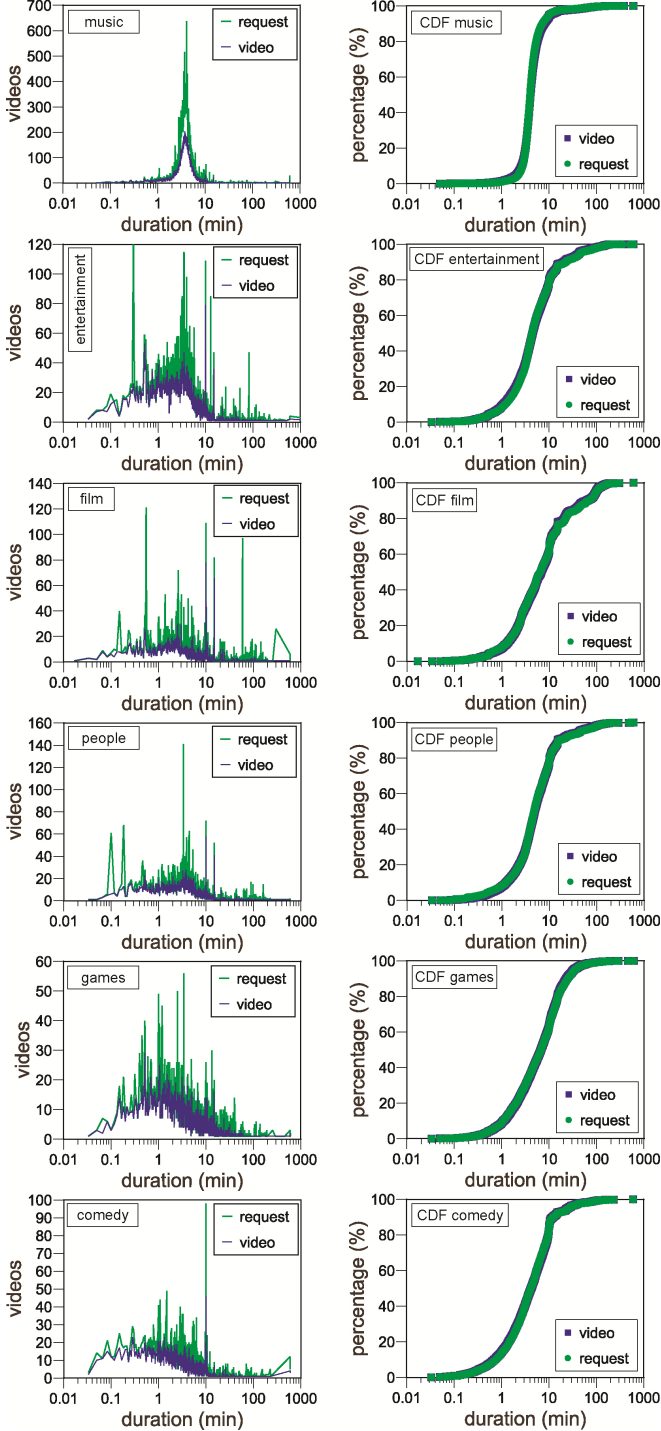 music
request
video
videos
700
600
500
400
300
200
100
0
0.01 0.1 1 10 100 1000
duration (min)
CDF music
percentage (%)
100
80
60
40
20
0
video
request
0.01 0.1 1 10 100 1000
duration (min)
entertainment
request
video
videos
120
100
80
60
40
20
0
0.01 0.1 1 10 100 1000
duration (min)
CDF entertainment
percentage (%)
100
80
60
40
20
0
video
request
0.01 0.1 1 10 100 1000
duration (min)
film
request
video
videos
140
120
100
80
60
40
20
0
0.01 0.1 1 10 100 1000
duration (min)
CDF film
percentage (%)
100
80
60
40
20
0
video
request
0.01 0.1 1 10 100 1000
duration (min)
people
request
video
videos
160
140
120
100
80
60
40
20
0
0.01 0.1 1 10 100 1000
duration (min)
CDF people
percentage (%)
100
80
60
40
20
0
video
request
0.01 0.1 1 10 100 1000
duration (min)
games
request
video
videos
60
50
40
30
20
10
0
0.01 0.1 1 10 100 1000
duration (min)
CDF games
percentage (%)
100
80
60
40
20
0
video
request
0.01 0.1 1 10 100 1000
duration (min)
comedy
request
video
videos
100
90
80
70
60
50
40
30
20
10
0
0.01 0.1 1 10 100 1000
duration (min)
CDF comedy
percentage (%)
100
80
60
40
20
0
video
request
0.01 0.1 1 10 100 1000
duration (min)